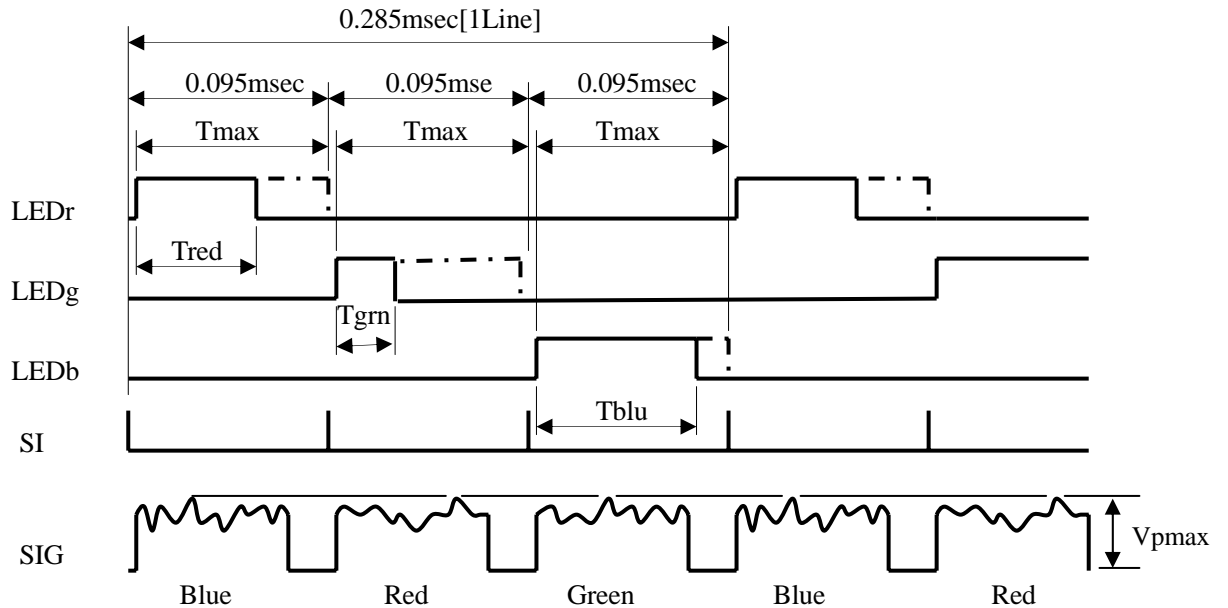 0.285msec[1Line]
0.095msec 0.095mse 0.095msec
Tmax Tmax Tmax
LEDr
Tred
LEDg
Tgrn
LEDb
Tblu
SI
SIG
Vpmax
Blue Red Green Blue Red